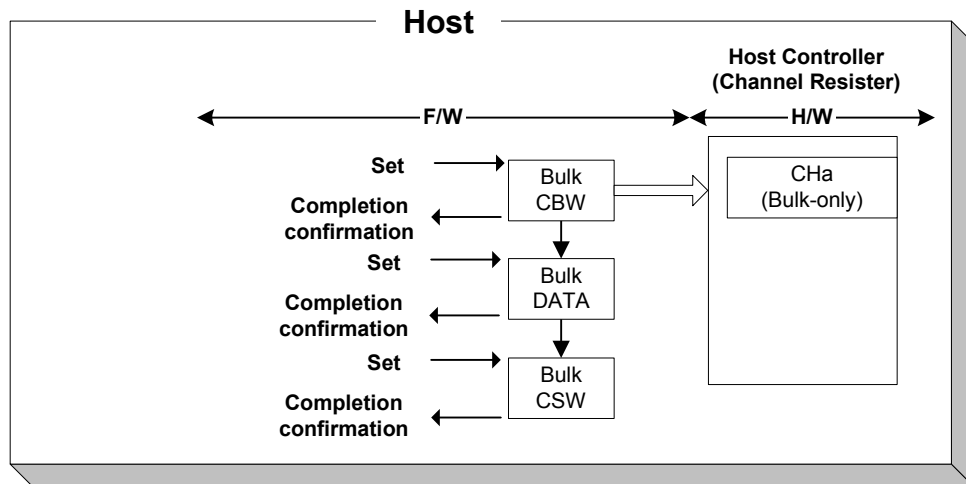 Host
Host Controller
(Channel Resister)
F/W
H/W
Set
Bulk
CBW
CHa
(Bulk-only)
Completion
confirmation
Set
Bulk
DATA
Completion
confirmation
Set
Bulk
CSW
Completion
confirmation